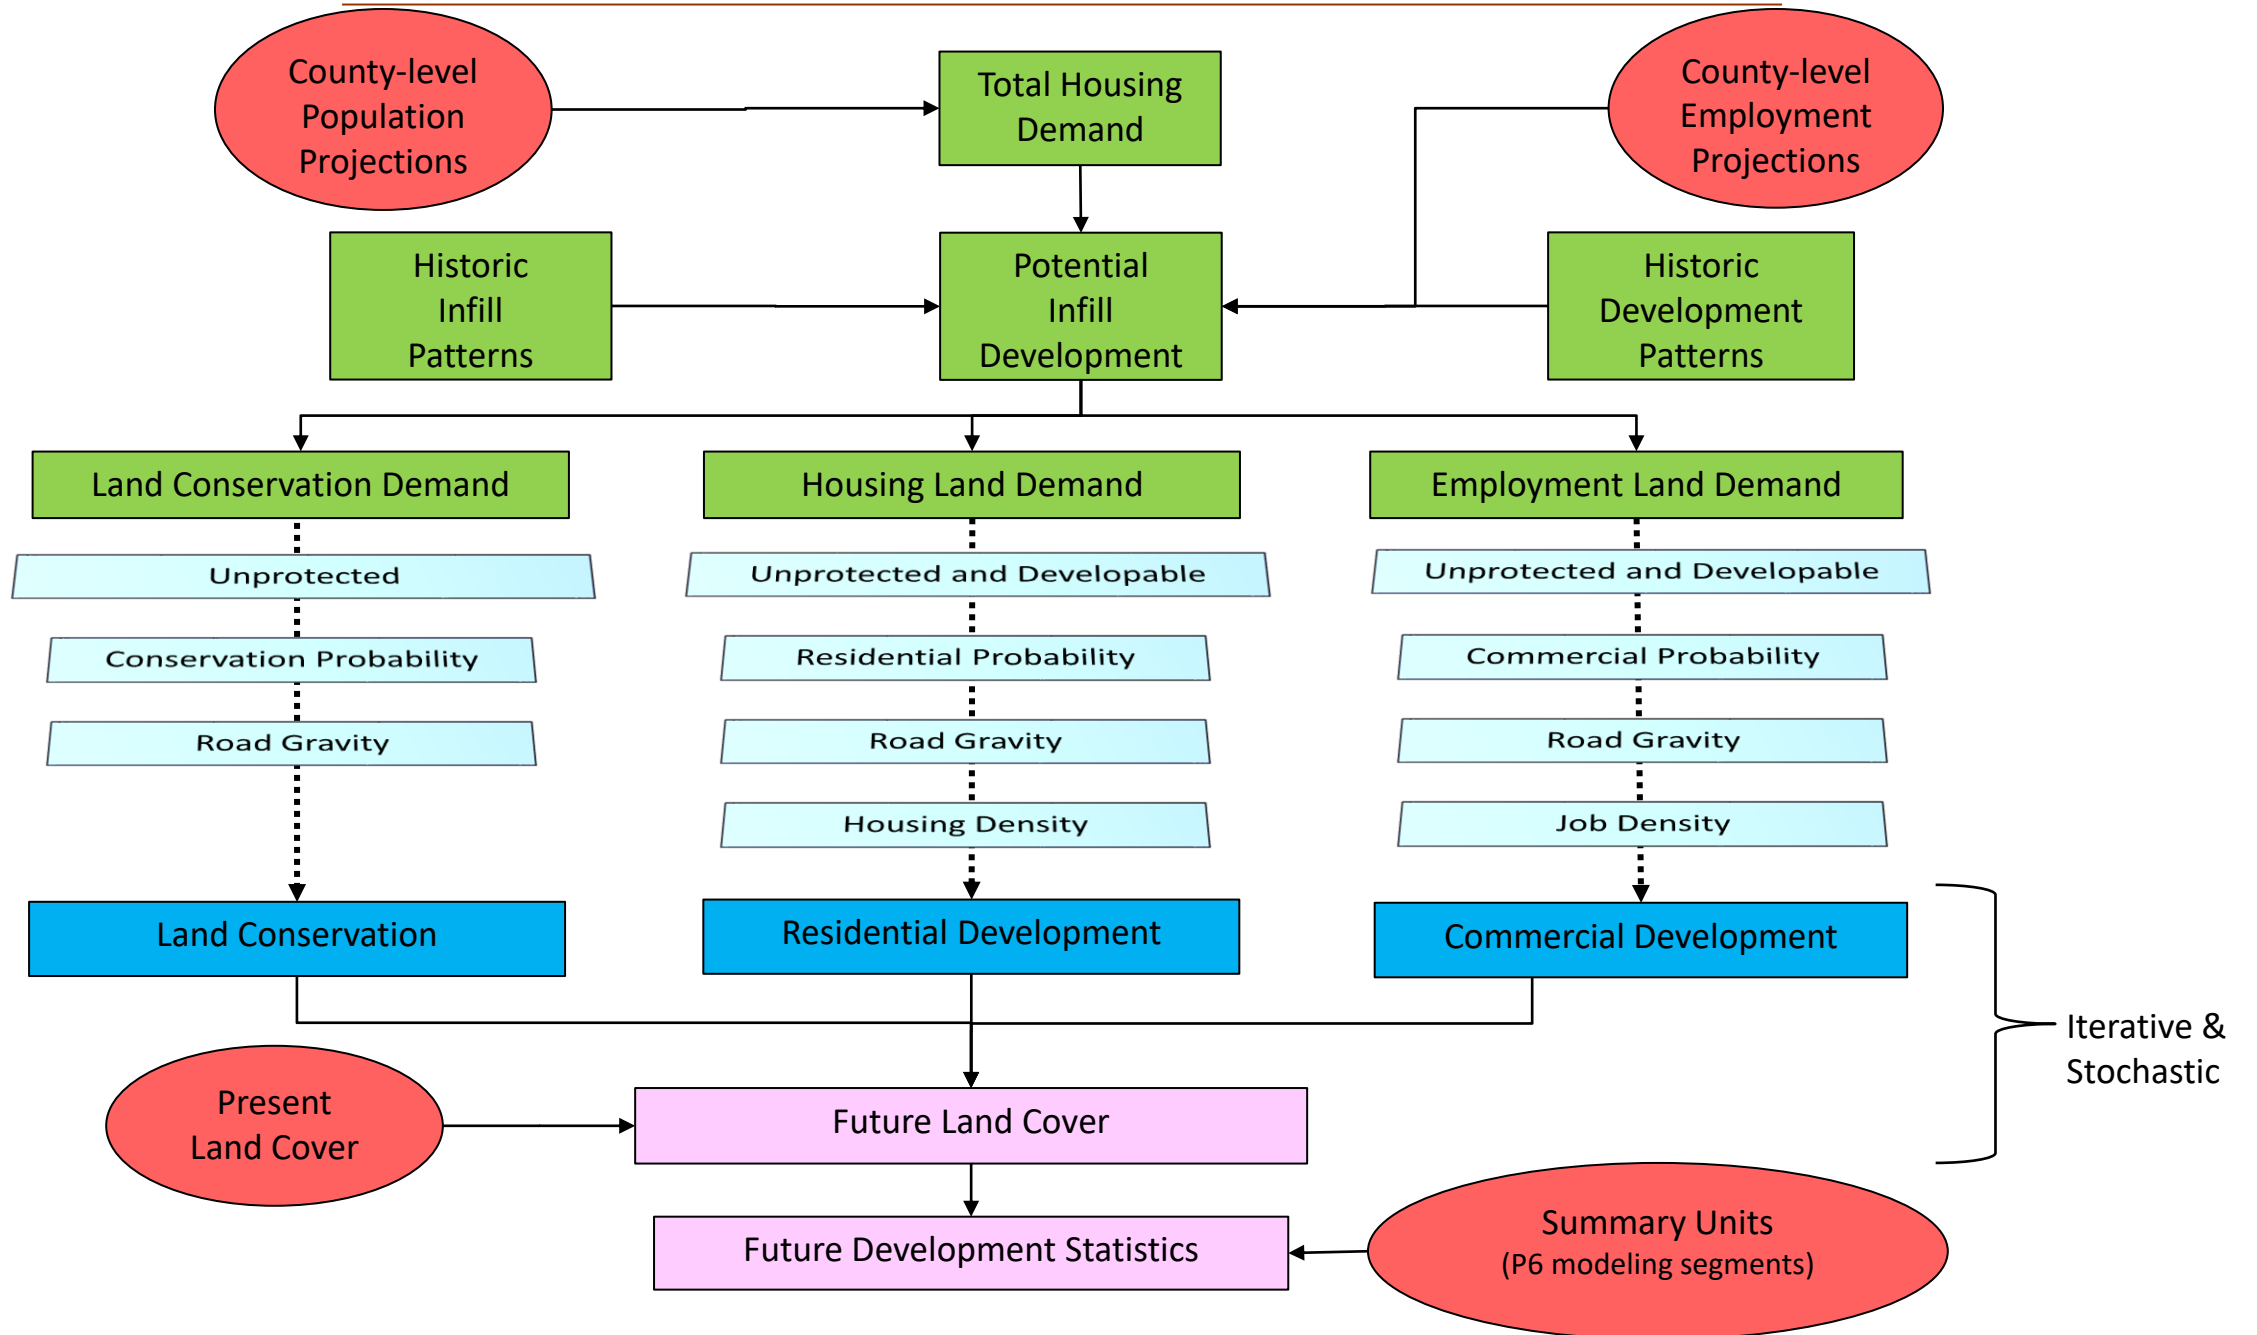 County-level
Population
Projections
Total Housing
Demand
County-level
Employment
Projections
Historic
Infill
Patterns
Potential
Infill
Development
Historic
Development
Patterns
Land Conservation Demand
Housing Land Demand
Employment Land Demand
Unprotected
Unprotected and Developable
Unprotected and Developable
Conservation Probability
Residential Probability
Commercial Probability
Road Gravity
Road Gravity
Road Gravity
Housing Density
Job Density
Land Conservation
Residential Development
Commercial Development
Iterative &
Stochastic
Present
Land Cover
Future Land Cover
Future Development Statistics
Summary Units
(P6 modeling segments)